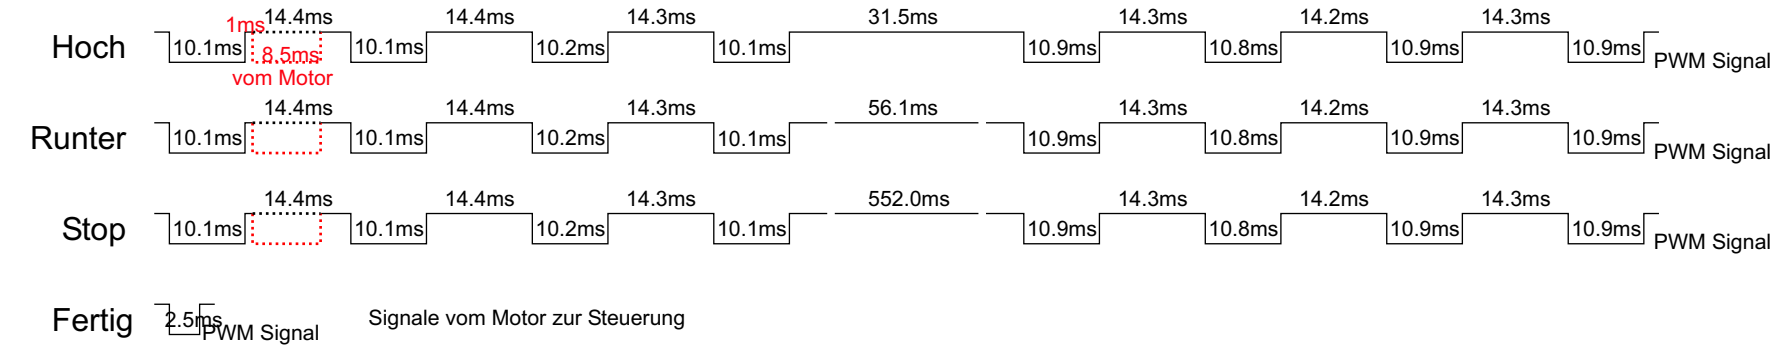 14.4ms 14.4ms 14.3ms 31.5ms 14.3ms 14.2ms 14.3ms
1ms
Hoch 10.1ms 8.5ms 10.1ms 10.2ms 10.1ms 10.9ms 10.8ms 10.9ms 10.9ms PWM Signal
vom Motor
14.4ms 14.4ms 14.3ms 56.1ms 14.3ms 14.2ms 14.3ms
Runter 10.1ms 10.1ms 10.2ms 10.1ms 10.9ms 10.8ms 10.9ms 10.9ms PWM Signal
14.4ms 14.4ms 14.3ms 552.0ms 14.3ms 14.2ms 14.3ms
Stop 10.1ms 10.1ms 10.2ms 10.1ms 10.9ms 10.8ms 10.9ms 10.9ms PWM Signal
Fertig 2.5ms PWM Signal Signale vom Motor zur Steuerung